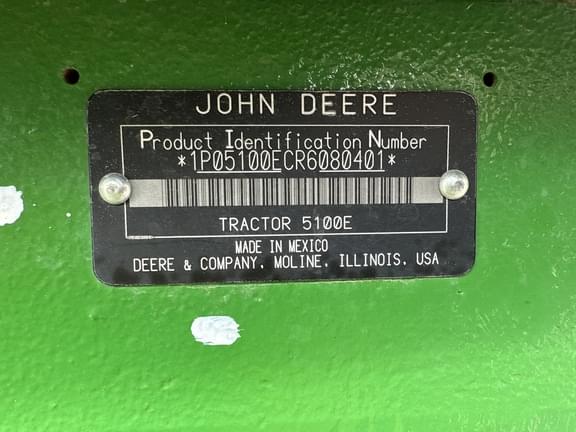 JOHN DEERE
Product Identification Number
*1P05100ECR6080401*
TRACTOR 5100E
MADE IN MEXICO
DEERE & COMPANY, MOLINE, ILLINOIS, USA